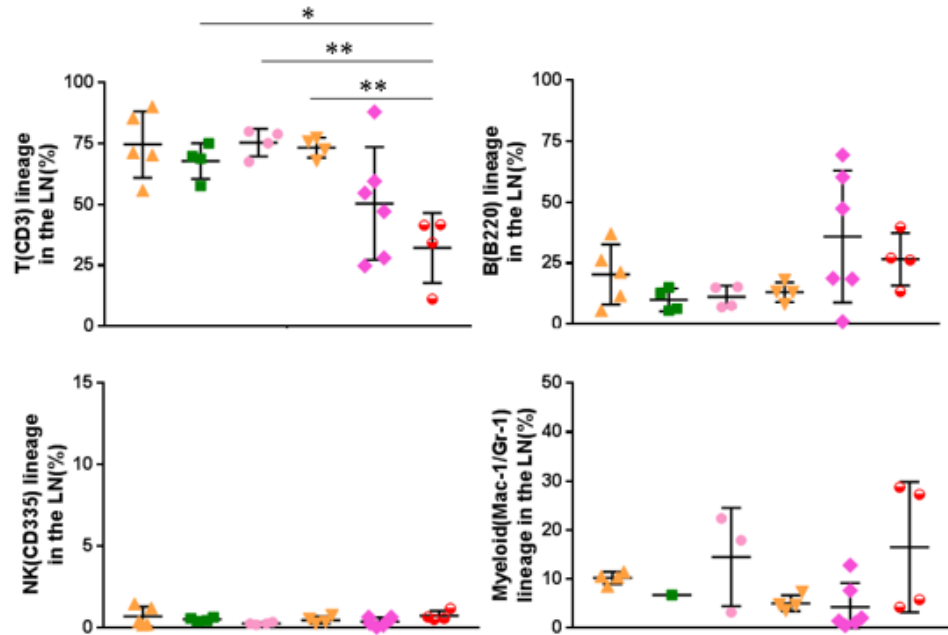 *
**
**
T(CD3) lineage
in the LN(%)
100
75
50
25
0
B(B220) lineage
in the LN(%)
100
75
50
25
0
NK(CD335) lineage
in the LN(%)
15
10
5
0
Myeloid(Mac-1/Gr-1)
lineage in the LN(%)
50
40
30
20
10
0